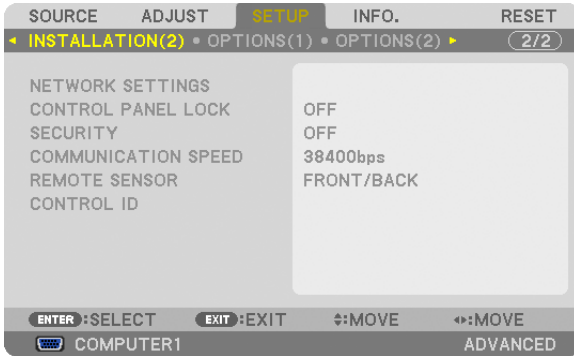 SOURCE ADJUST SETUP INFO. RESET
INSTALLATION(2) • OPTIONS(1) • OPTIONS(2) 2/2
NETWORK SETTINGS
CONTROL PANEL LOCK OFF
SECURITY OFF
COMMUNICATION SPEED 38400bps
REMOTE SENSOR FRONT/BACK
CONTROL ID
ENTER :SELECT EXIT :EXIT :MOVE :MOVE
COMPUTER1 ADVANCED